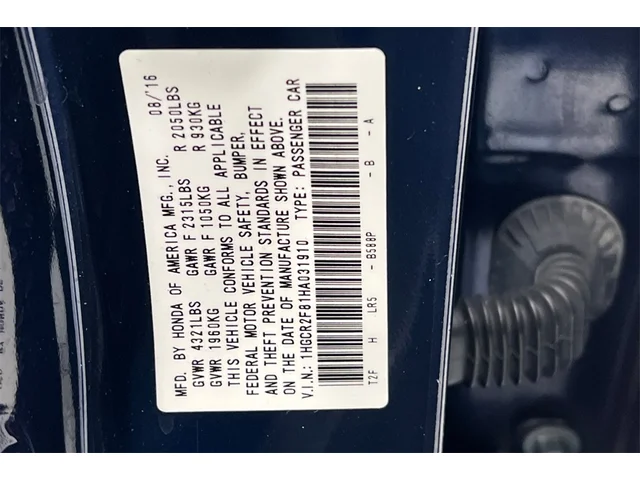 MFD. BY HONDA OF AMERICA MFG., INC. 08/'16
GVWR 4321LBS GAWR F 2315LBS R 2050LBS
GVWR 1960KG GAWR F 1050KG R 930KG
THIS VEHICLE CONFORMS TO ALL APPLICABLE
FEDERAL MOTOR VEHICLE SAFETY, BUMPER,
AND THEFT PREVENTION STANDARDS IN EFFECT
ON THE DATE OF MANUFACTURE SHOWN ABOVE.
V.I.N.: 1HGCR2F81HA031910 TYPE: PASSENGER CAR
T2F H LR5 - B588P - B - A